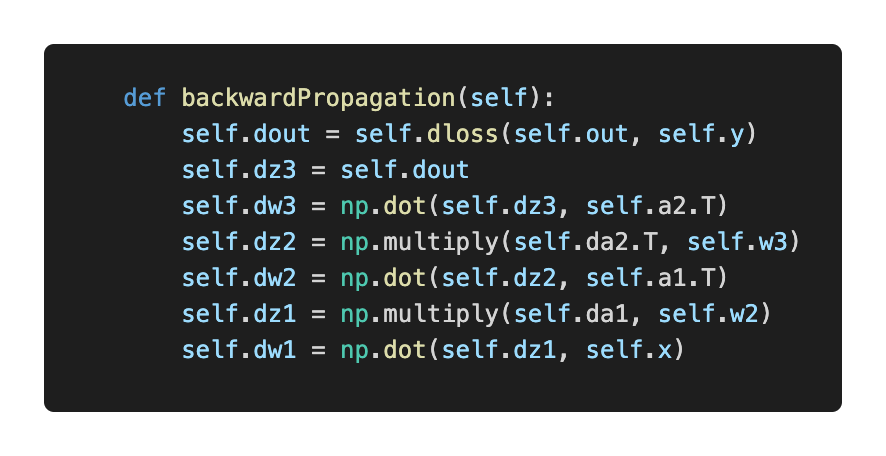 def backwardPropagation(self):
self.dout = self.dloss(self.out, self.y)
self.dz3 = self.dout
self.dw3 = np.dot(self.dz3, self.a2.T)
self.dz2 = np.multiply(self.da2.T, self.w3)
self.dw2 = np.dot(self.dz2, self.a1.T)
self.dz1 = np.multiply(self.da1, self.w2)
self.dw1 = np.dot(self.dz1, self.x)